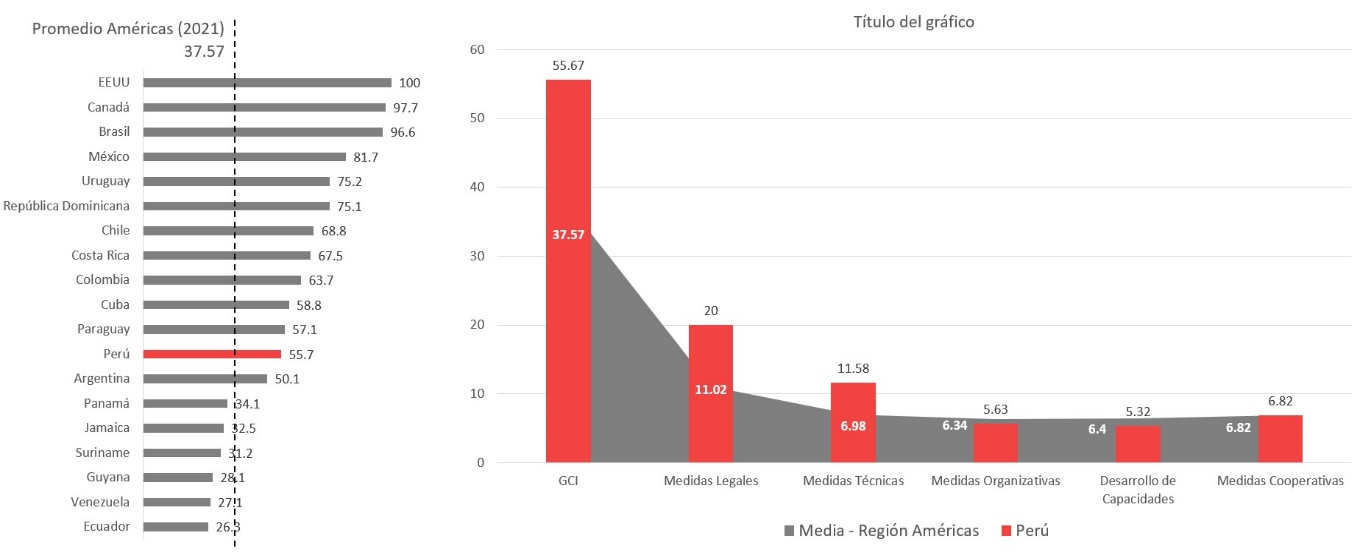 Promedio Américas (2021)
37.57
EEUU 100
Canadá 97.7
Brasil 96.6
México 81.7
Uruguay 75.2
República Dominicana 75.1
Chile 68.8
Costa Rica 67.5
Colombia 63.7
Cuba 58.8
Paraguay 57.1
Perú 55.7
Argentina 50.1
Panamá 34.1
Jamaica 32.5
Suriname 31.2
Guyana 28.1
Venezuela 27.1
Ecuador 26.3
Título del gráfico
60
50
40
30
20
10
0
55.67
37.57
20
11.02
11.58
6.98
5.63
6.34
5.32
6.4
6.82
6.82
GCI
Medidas Legales
Medidas Técnicas
Medidas Organizativas
Desarrollo de
Capacidades
Medidas Cooperativas
Media - Región Américas
Perú